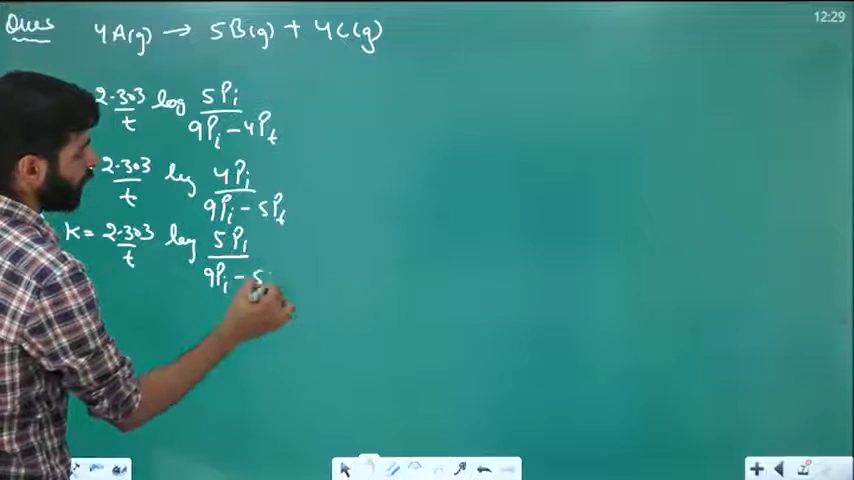 Ques 4A(g) → 5B(g) + 4C(g)
12:29
2.303/t log 5Pi/(9Pi - 4Pt)
2.303/t log 4Pi/(9Pi - 5Pt)
K = 2.303/t log 5Pi/(9Pi - 5